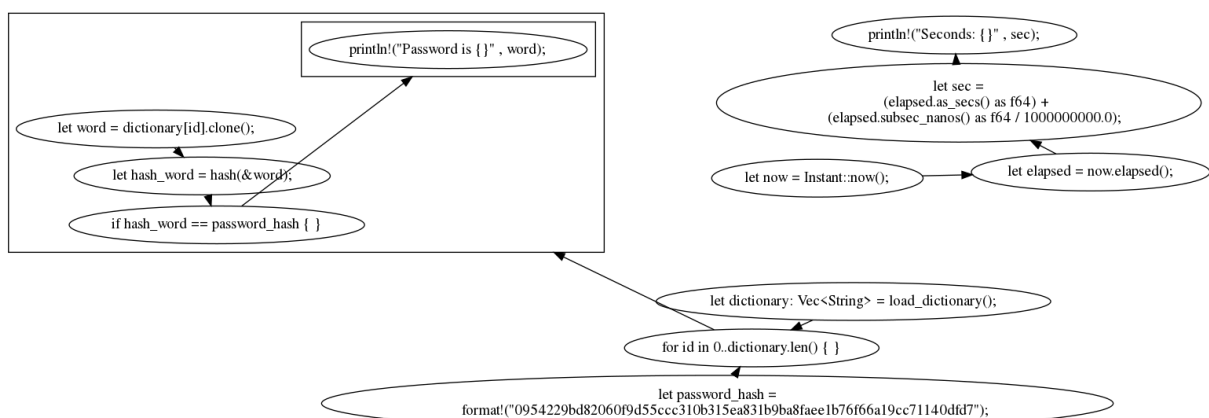 println!("Password is {}" , word);
let word = dictionary[id].clone();
let hash_word = hash(&word);
if hash_word == password_hash { }
println!("Seconds: {}" , sec);
let sec =
(elapsed.as_secs() as f64) +
(elapsed.subsec_nanos() as f64 / 1000000000.0);
let now = Instant::now();
let elapsed = now.elapsed();
let dictionary: Vec<String> = load_dictionary();
for id in 0..dictionary.len() { }
let password_hash =
format!("0954229bd82060f9d55ccc310b315ea831b9ba8faee1b76f66a19cc71140dfd7");